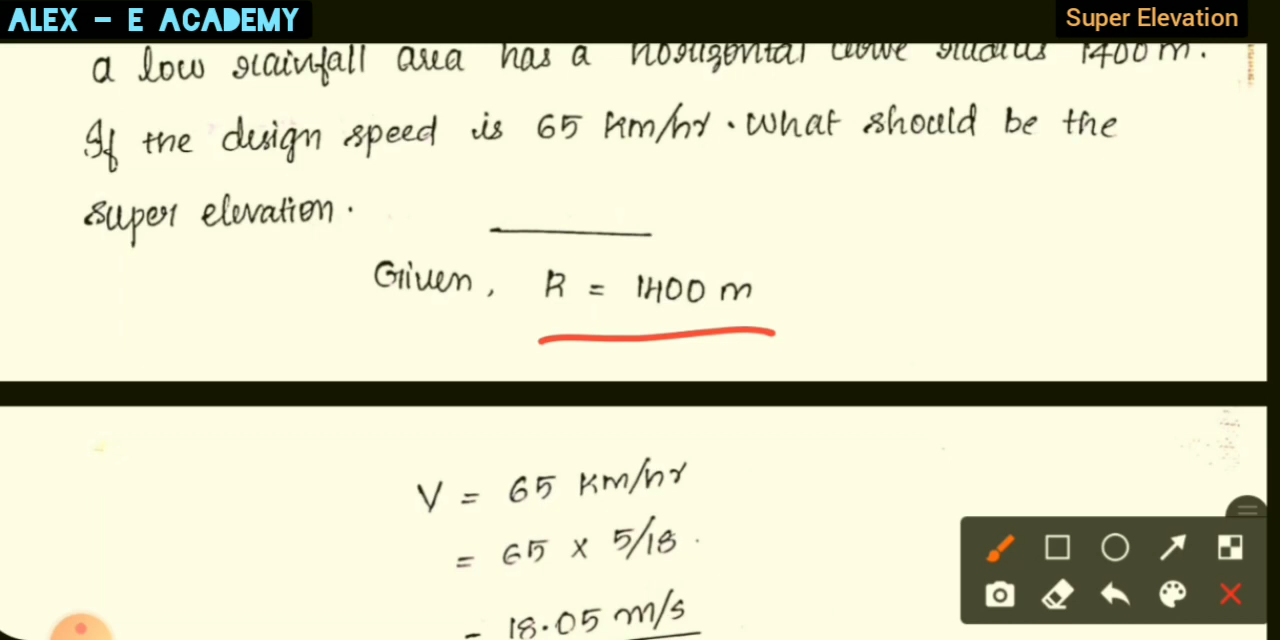 ALEX - E ACADEMY
Super Elevation
a low rainfall area has a horizontal curve radius 1400 m.
If the design speed is 65 km/hr. What should be the
super elevation.
Given, R = 1400 m
V = 65 km/hr
= 65 x 5/18.
= 18.05 m/s